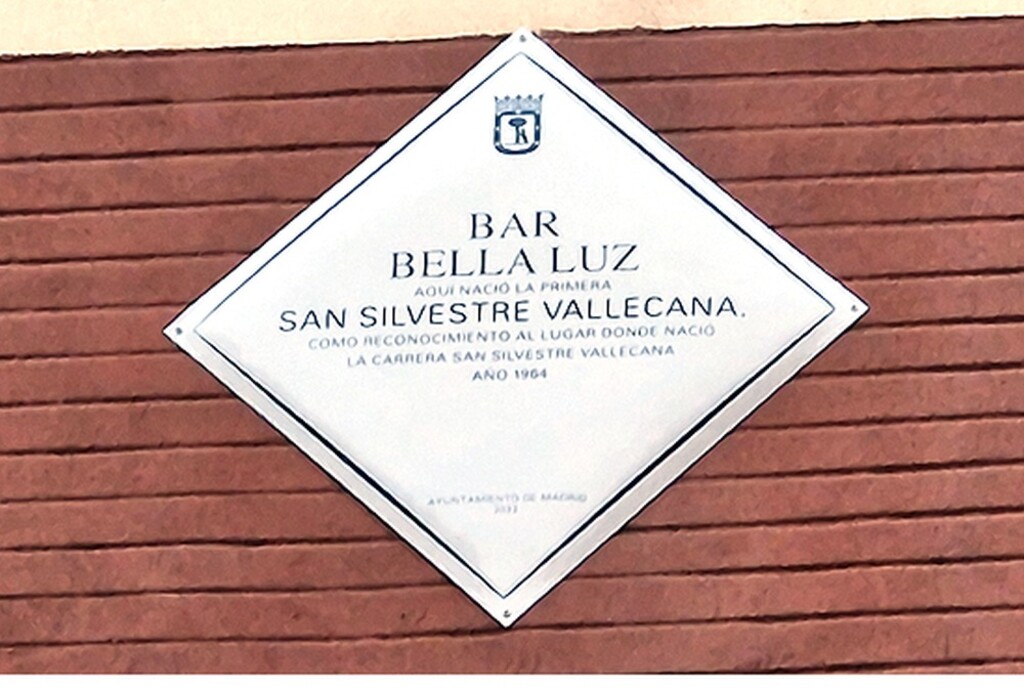 BAR
BELLA LUZ
AQUÍ NACIÓ LA PRIMERA
SAN SILVESTRE VALLECANA.
COMO RECONOCIMIENTO AL LUGAR DONDE NACIÓ
LA CARRERA SAN SILVESTRE VALLECANA
AÑO 1964
AYUNTAMIENTO DE MADRID